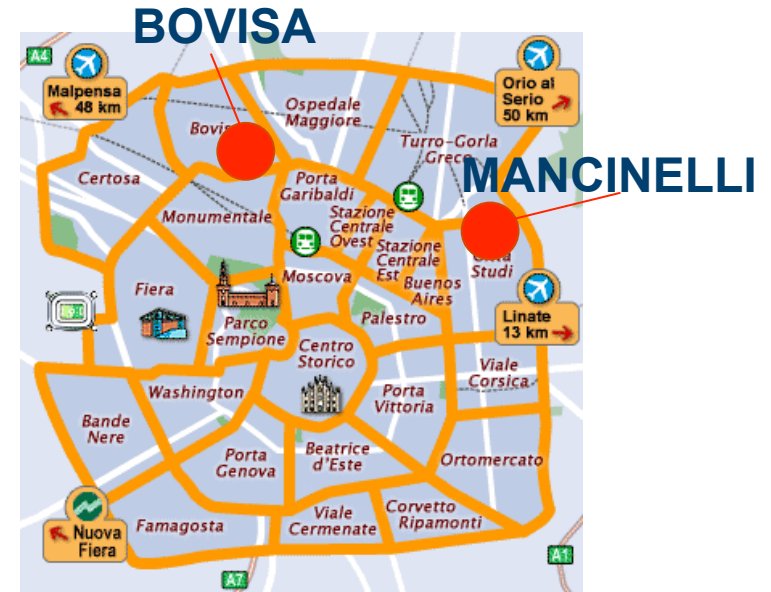 BOVISA
A4
Malpensa
48 km
Orio al
Serio
50 km
Ospedale
Maggiore
Bovis
Turro-Gorla
Greco
MANCINELLI
Certosa
Porta
Garibaldi
Monumentale
Stazione
Centrale
Ovest
Stazione
Centrale
Est
Studi
Moscova
Buenos
Aires
Fiera
Linate
13 km
Parco
Sempione
Palestro
Centro
Storico
Viale
Corsica
Washington
Porta
Vittoria
Bande
Nere
Porta
Genova
Beatrice
d'Este
Ortomercato
Nuova
Fiera
Famagosta
Viale
Cermenate
Corvetto
Ripamonti
A1
A7